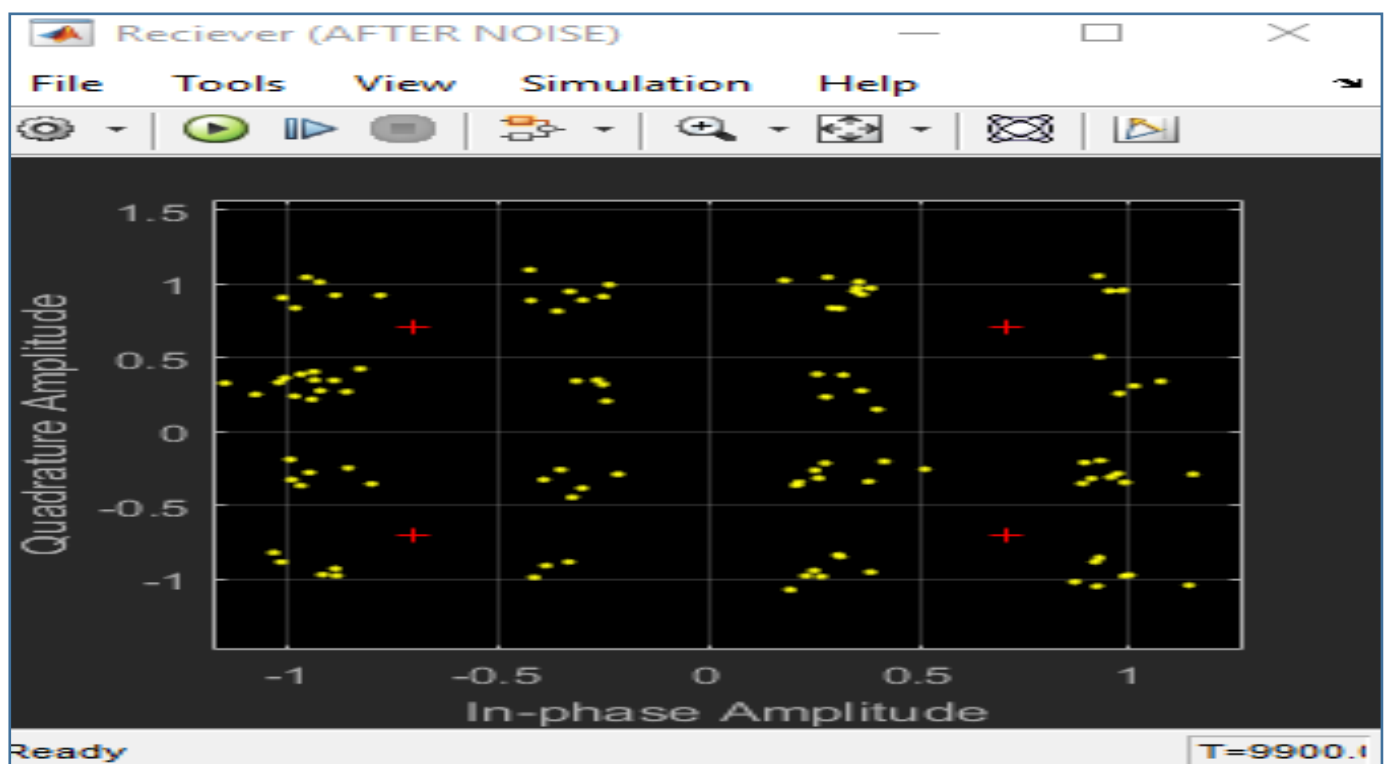 Reciever (AFTER NOISE)
File Tools View Simulation Help
1.5
1
0.5
0
-0.5
-1
Quadrature Amplitude
-1 -0.5 0 0.5 1
In-phase Amplitude
Ready T=9900.